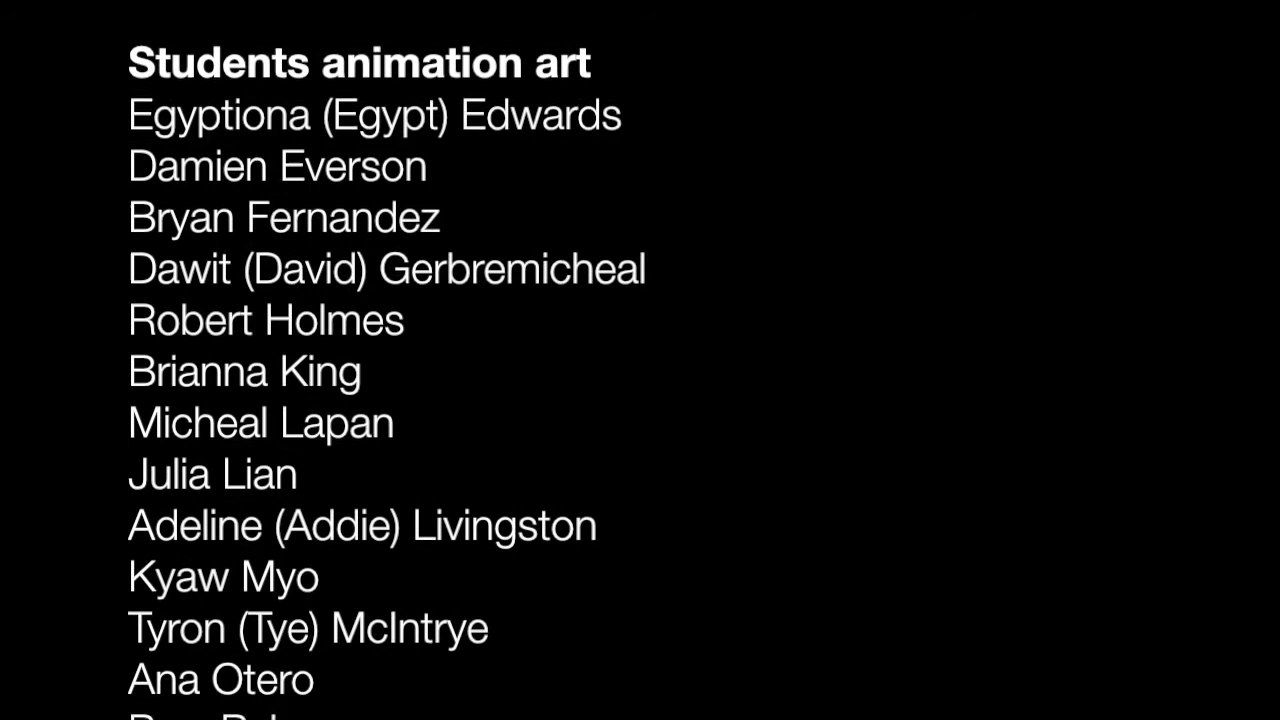 Students animation art
Egyptiona (Egypt) Edwards
Damien Everson
Bryan Fernandez
Dawit (David) Gerbremicheal
Robert Holmes
Brianna King
Micheal Lapan
Julia Lian
Adeline (Addie) Livingston
Kyaw Myo
Tyron (Tye) McIntrye
Ana Otero